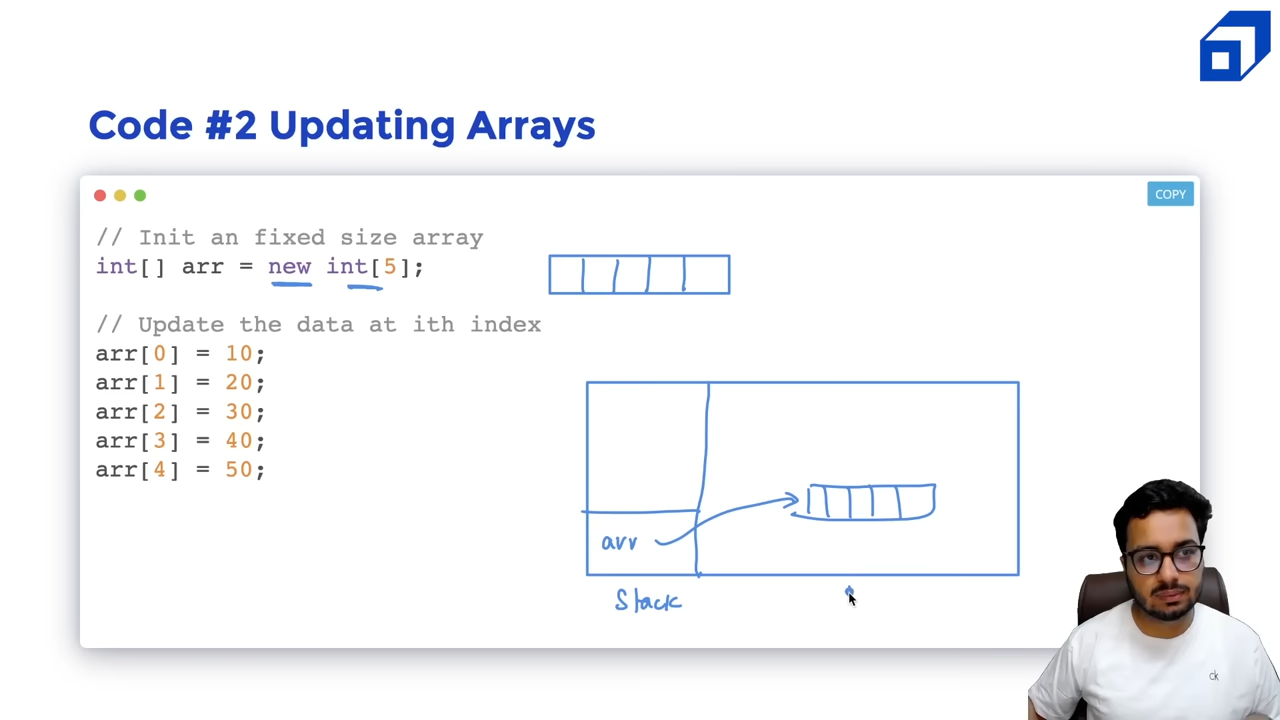 Code #2 Updating Arrays
COPY
// Init an fixed size array
int[] arr = new int[5];
// Update the data at ith index
arr[0] = 10;
arr[1] = 20;
arr[2] = 30;
arr[3] = 40;
arr[4] = 50;
arr
Stack
ck